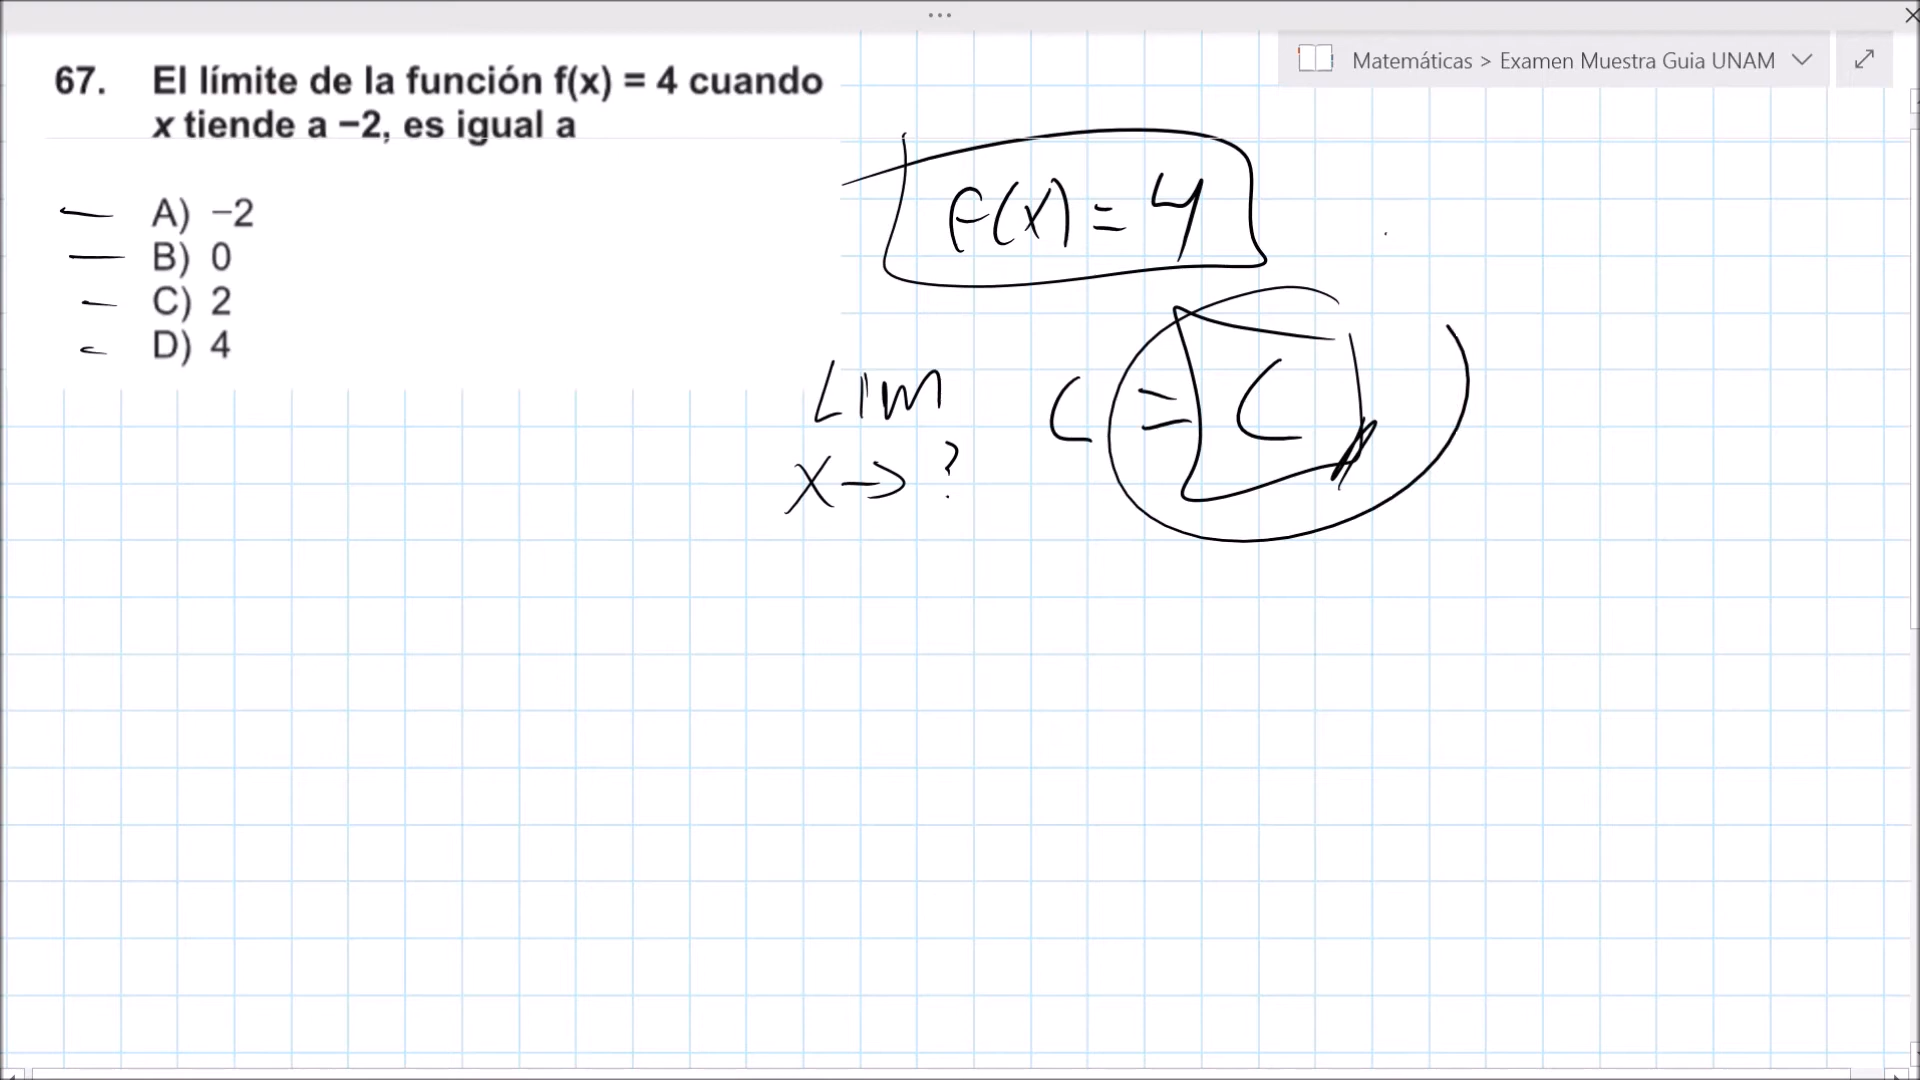 Matemáticas > Examen Muestra Guia UNAM
67. El límite de la función f(x) = 4 cuando
x tiende a −2, es igual a
A) −2
B) 0
C) 2
D) 4
f(x) = 4
Lim C = C
x -> ?